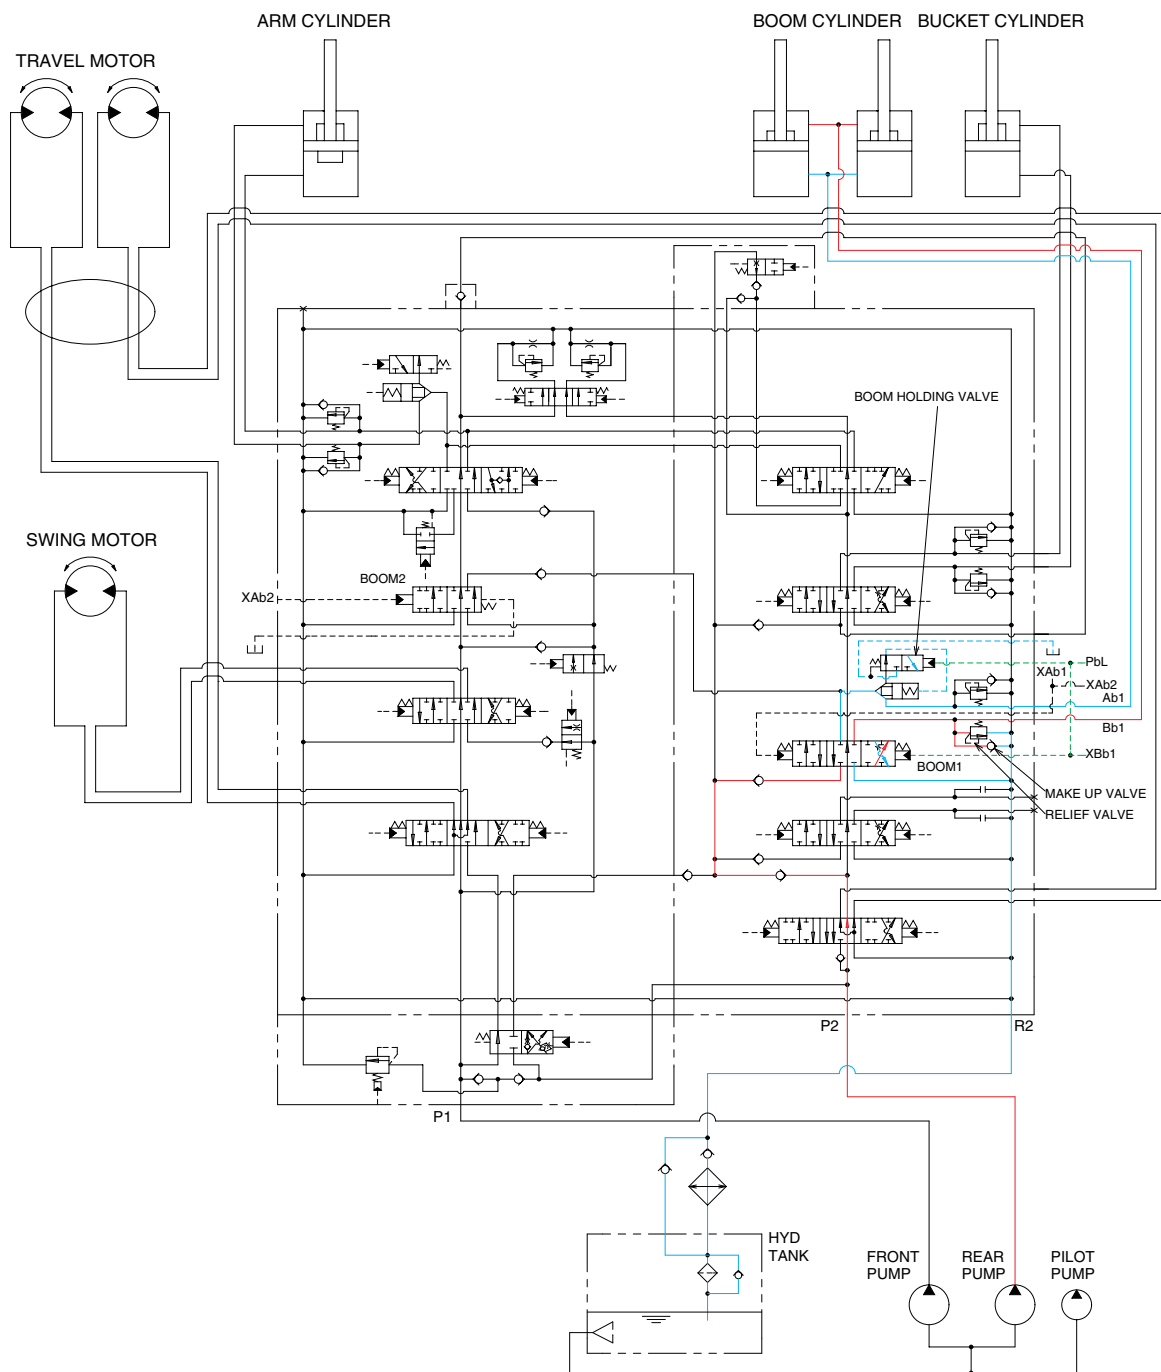 ARM CYLINDER
BOOM CYLINDER
BUCKET CYLINDER
TRAVEL MOTOR
BOOM HOLDING VALVE
SWING MOTOR
BOOM2
XAb2
PbL
XAb1
XAb2
Ab1
Bb1
XBb1
BOOM1
MAKE UP VALVE
RELIEF VALVE
P2
R2
P1
HYD
TANK
FRONT
PUMP
REAR
PUMP
PILOT
PUMP